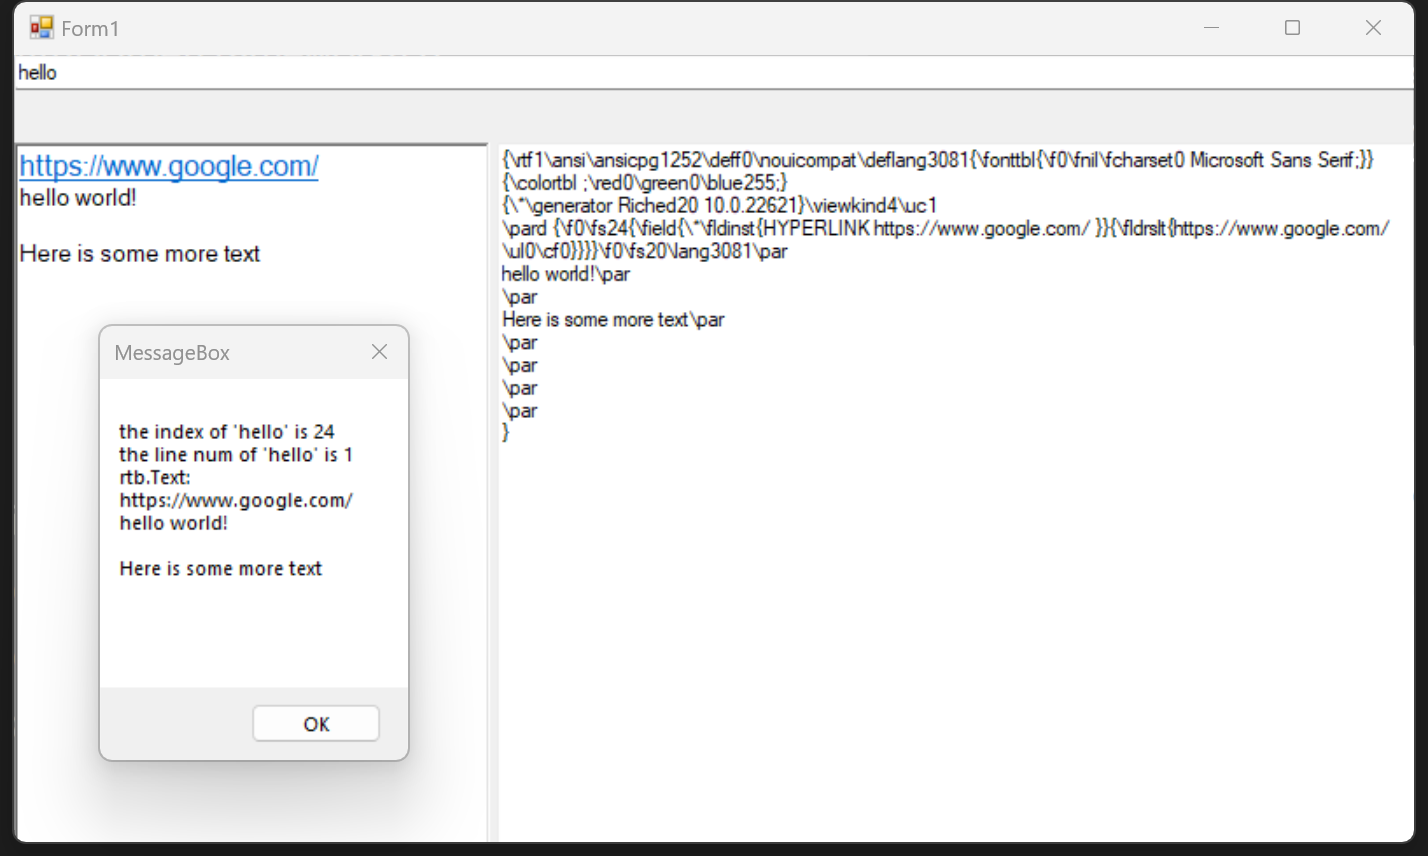 Form1
hello
https://www.google.com/
hello world!
Here is some more text
MessageBox
the index of 'hello' is 24
the line num of 'hello' is 1
rtb.Text:
https://www.google.com/
hello world!
Here is some more text
OK
{\rtf1\ansi\ansicpg1252\deff0\nouicompat\deflang3081{\fonttbl{\f0\fnil\fcharset0 Microsoft Sans Serif;}}
{\colortbl ;\red0\green0\blue255;}
{\*\generator Riched20 10.0.22621}\viewkind4\uc1
\pard {\f0\fs24{\field{\*\fldinst{HYPERLINK https://www.google.com/ }}{\fldrslt{https://www.google.com/
\ul0\cf0}}}}\f0\fs20\lang3081\par
hello world!\par
\par
Here is some more text\par
\par
\par
\par
\par
}